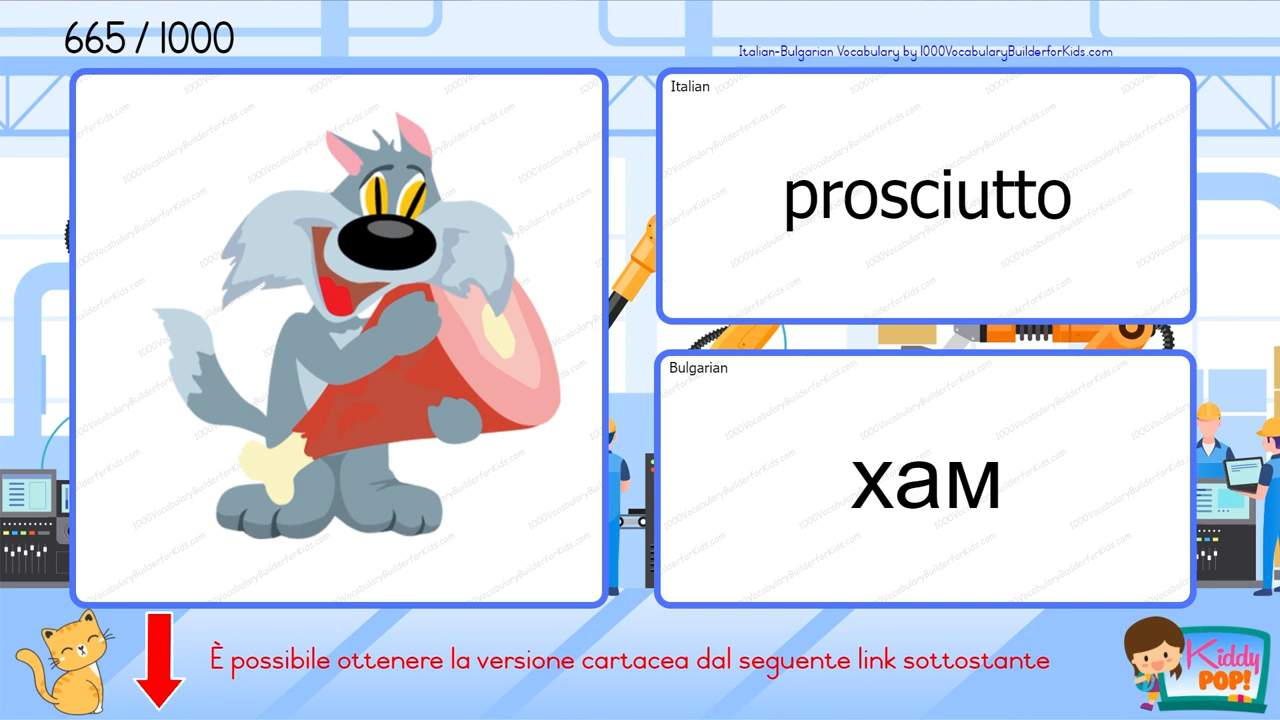 665 / 1000
Italian-Bulgarian Vocabulary by 1000VocabularyBuilderforKids.com
Italian
prosciutto
Bulgarian
хам
È possibile ottenere la versione cartacea dal seguente link sottostante
Kiddy
POP!